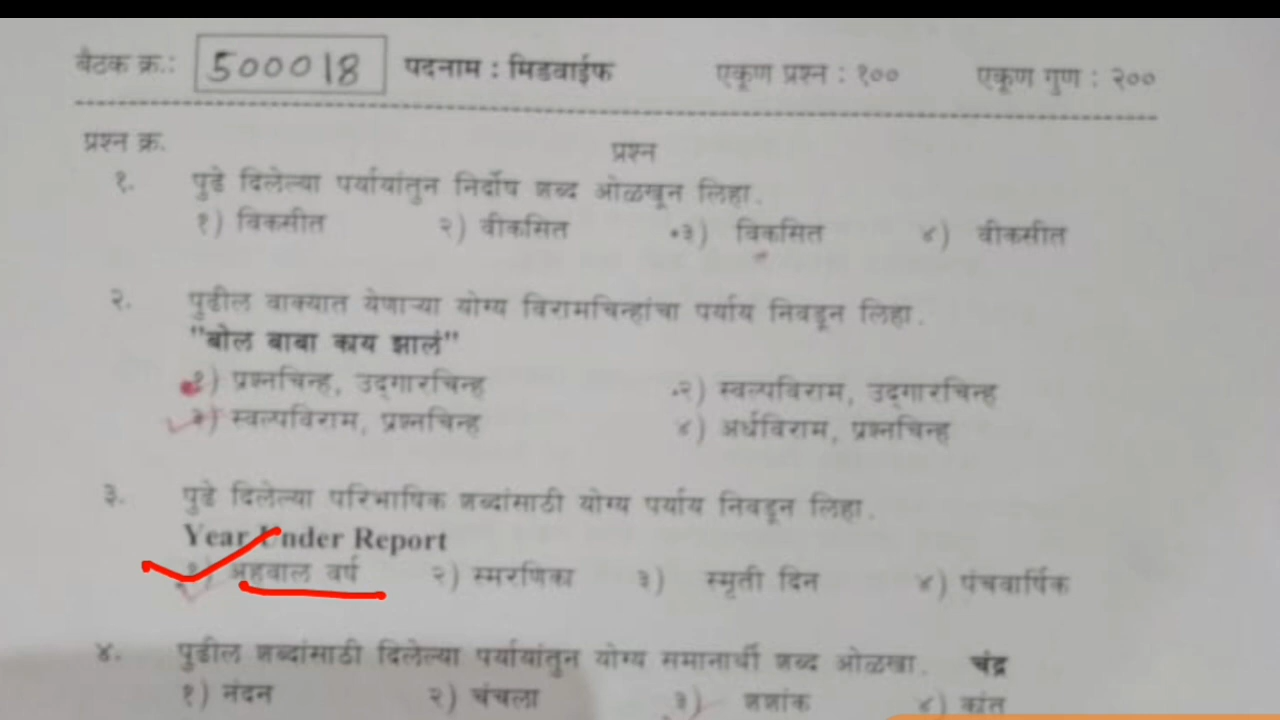 बैठक क्र.: 500018 पदनाम : मिडवाईफ एकूण प्रश्न : १०० एकूण गुण : २००
प्रश्न क्र. प्रश्न
१. पुढे दिलेल्या पर्यायांतुन निर्दोष शब्द ओळखून लिहा.
१) विकसीत २) वीकसित ३) विकसित ४) वीकसीत
२. पुढील वाक्यात येणाऱ्या योग्य विरामचिन्हांचा पर्याय निवडून लिहा.
"बोल बाबा काय झालं"
१) प्रश्नचिन्ह, उद्‌गारचिन्ह २) स्वल्पविराम, उद्‌गारचिन्ह
३) स्वल्पविराम, प्रश्नचिन्ह ४) अर्धविराम, प्रश्नचिन्ह
३. पुढे दिलेल्या परिभाषिक शब्दांसाठी योग्य पर्याय निवडून लिहा.
Year Under Report
१) अहवाल वर्ष २) स्मरणिका ३) स्मृती दिन ४) पंचवार्षिक
४. पुढील शब्दांसाठी दिलेल्या पर्यायांतुन योग्य समानार्थी शब्द ओळखा. चंद्र
१) नंदन २) चंचला ३) शशांक ४) कांत